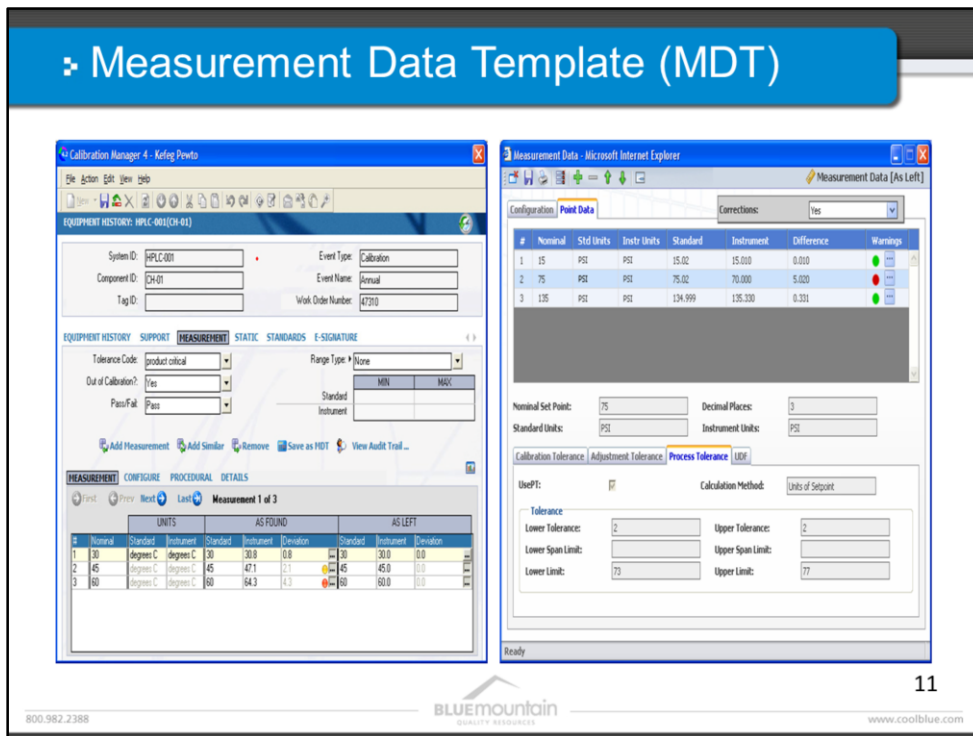 Measurement Data Template (MDT)
Calibration Manager 4 - Kefeg Pewto
File Action Edit View Help
EQUIPMENT HISTORY: HPLC-001(CH-01)
System ID: HPLC-001 Event Type: Calibration
Component ID: CH-01 Event Name: Annual
Tag ID: Work Order Number: 47310
EQUIPMENT HISTORY SUPPORT MEASUREMENT STATIC STANDARDS E-SIGNATURE
Tolerance Code: product critical Range Type: None
Out of Calibration?: Yes MIN MAX
Pass/Fail: Pass Standard
Instrument
Add Measurement Add Similar Remove Save as MDT View Audit Trail ...
MEASUREMENT CONFIGURE PROCEDURAL DETAILS
First Prev Next Last Measurement 1 of 3
UNITS AS FOUND AS LEFT
# Nominal Standard Instrument Standard Instrument Deviation Standard Instrument Deviation
1 30 degrees C degrees C 30 30.8 0.8 30 30.0 0.0
2 45 degrees C degrees C 45 47.1 2.1 45 45.0 0.0
3 60 degrees C degrees C 60 64.3 4.3 60 60.0 0.0
Measurement Data - Microsoft Internet Explorer
Measurement Data [As Left]
Configuration Point Data Corrections: Yes
# Nominal Std Units Instr Units Standard Instrument Difference Warnings
1 15 PSI PSI 15.02 15.010 0.010
2 75 PSI PSI 75.02 70.000 5.020
3 135 PSI PSI 134.999 135.330 0.331
Nominal Set Point: 75 Decimal Places: 3
Standard Units: PSI Instrument Units: PSI
Calibration Tolerance Adjustment Tolerance Process Tolerance UDF
UsePT: Calculation Method: Units of Setpoint
Tolerance
Lower Tolerance: 2 Upper Tolerance: 2
Lower Span Limit: Upper Span Limit:
Lower Limit: 73 Upper Limit: 77
Ready
11
800.982.2388
BLUEmountain
QUALITY RESOURCES
www.coolblue.com